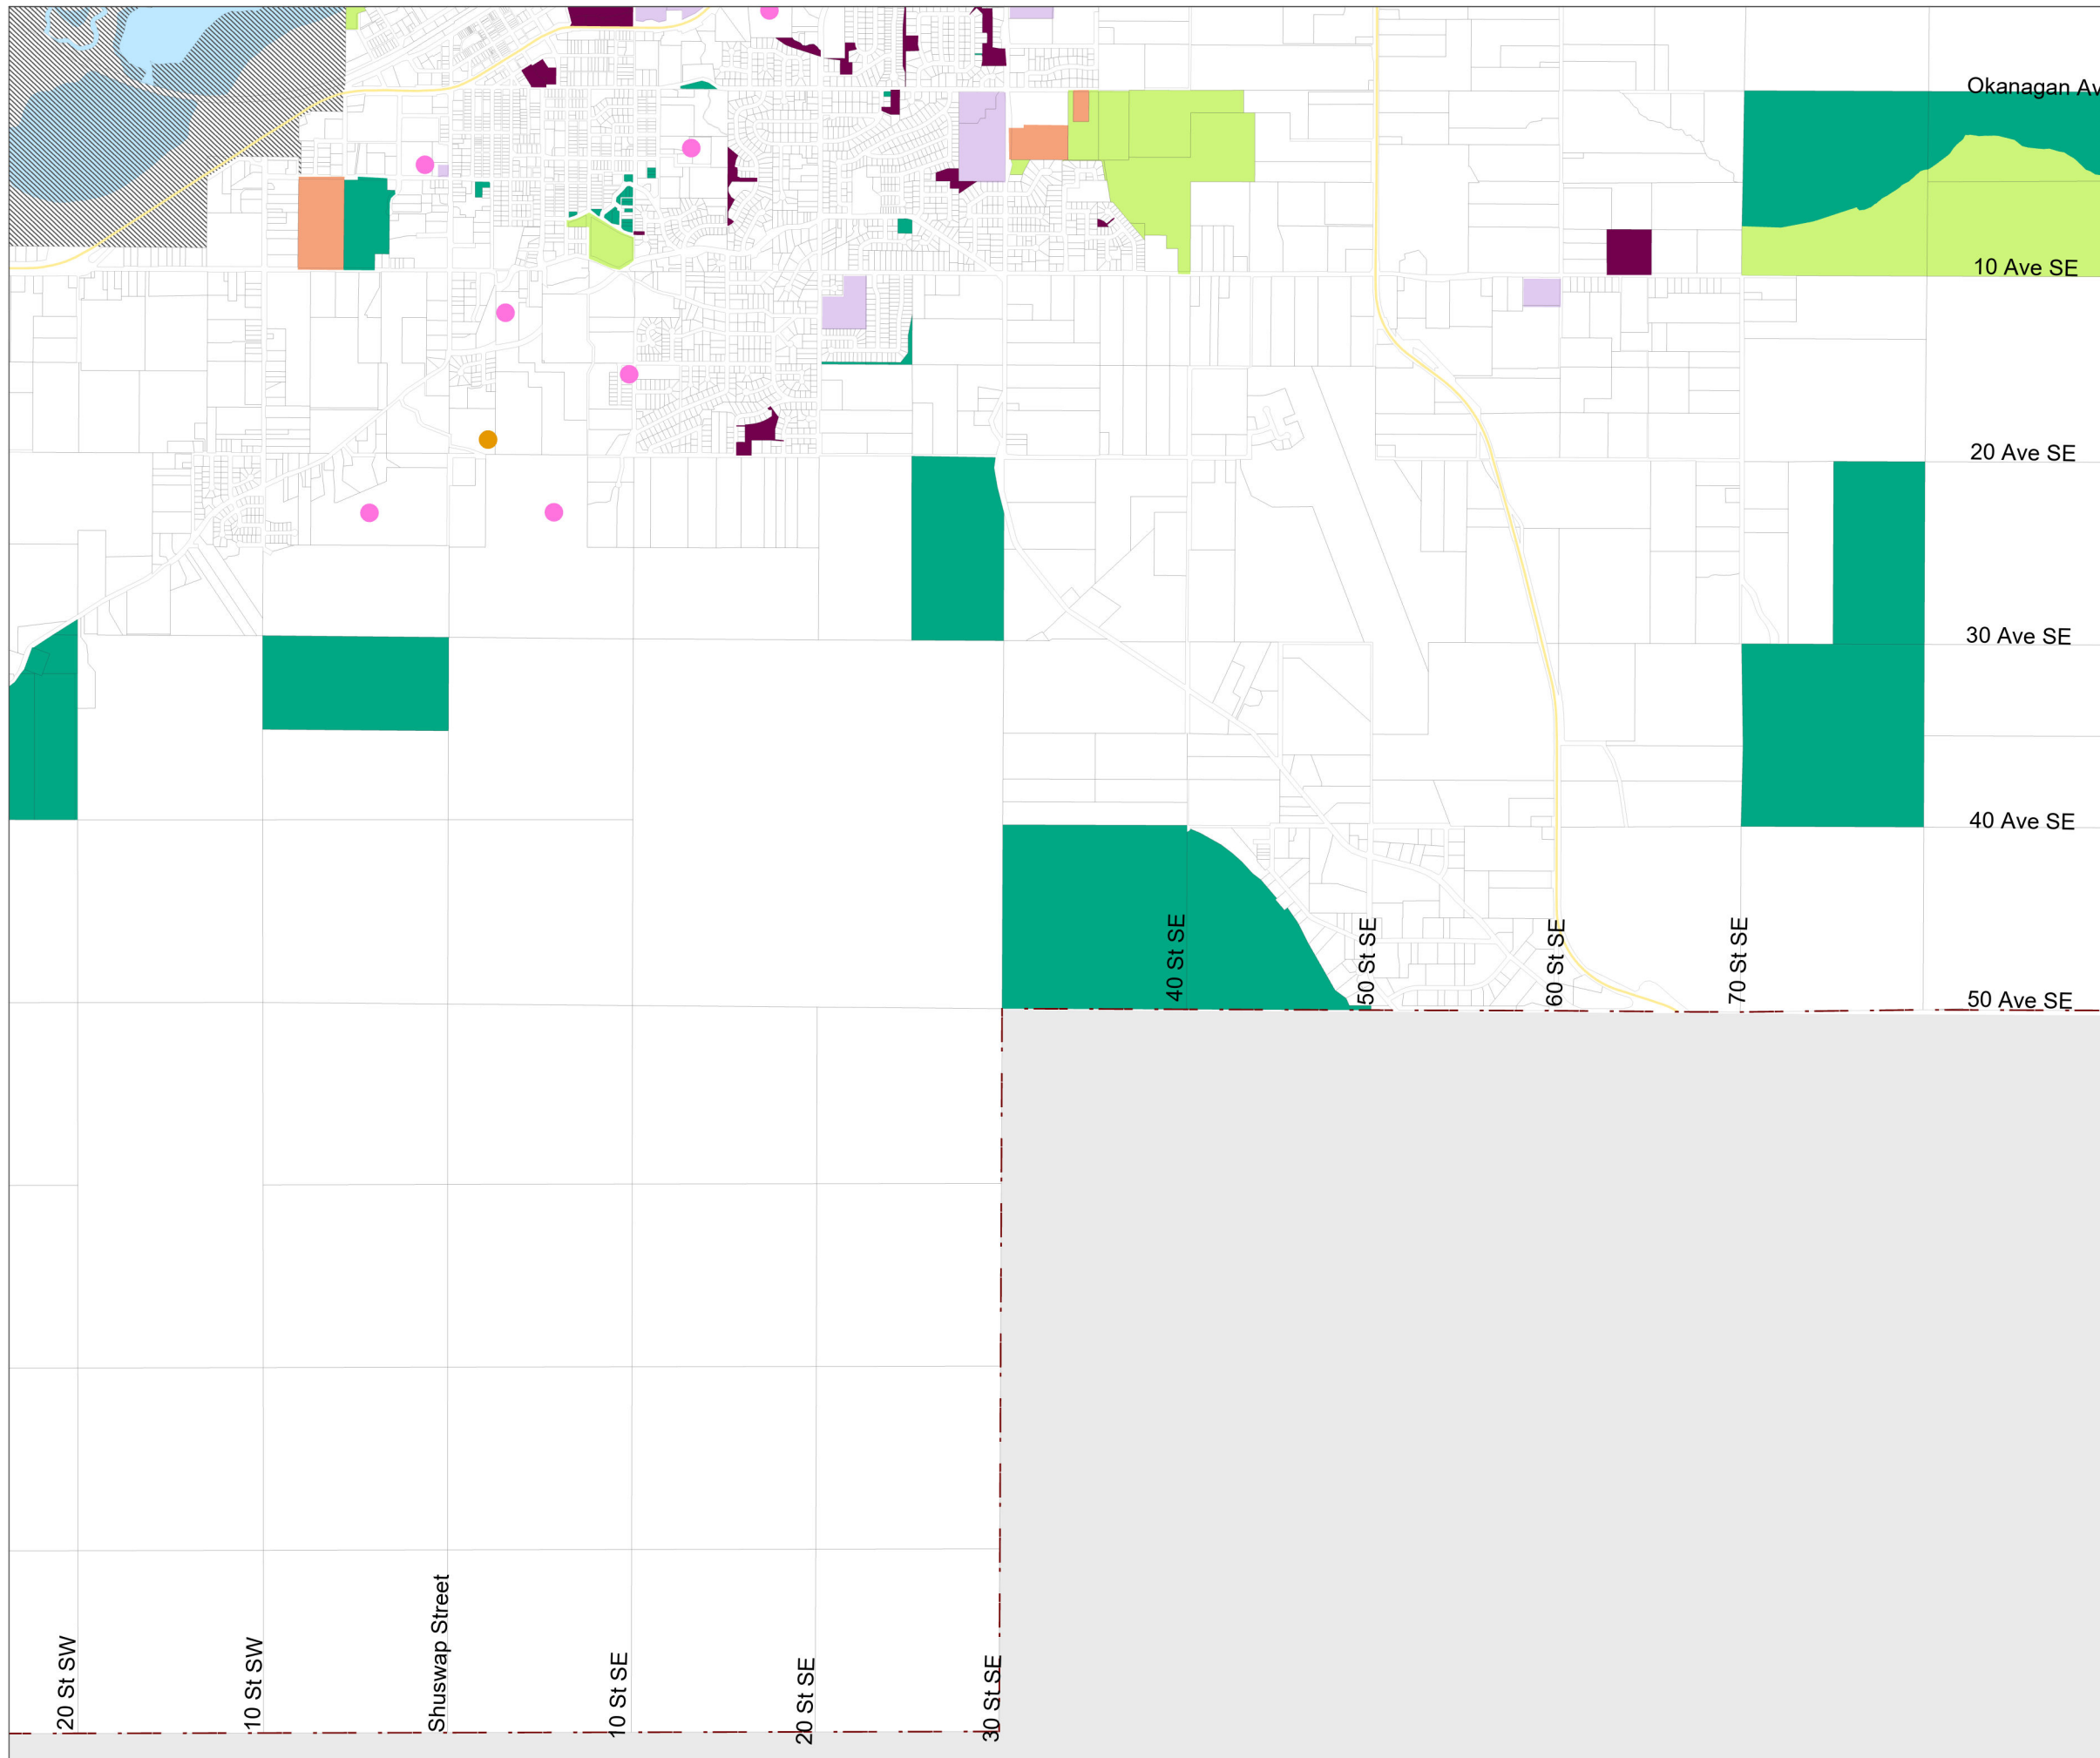 Okanagan Av
10 Ave SE
20 Ave SE
30 Ave SE
40 Ave SE
40 St SE
50 St SE
60 St SE
70 St SE
50 Ave SE
20 St SW
10 St SW
Shuswap Street
10 St SE
20 St SE
30 St SE